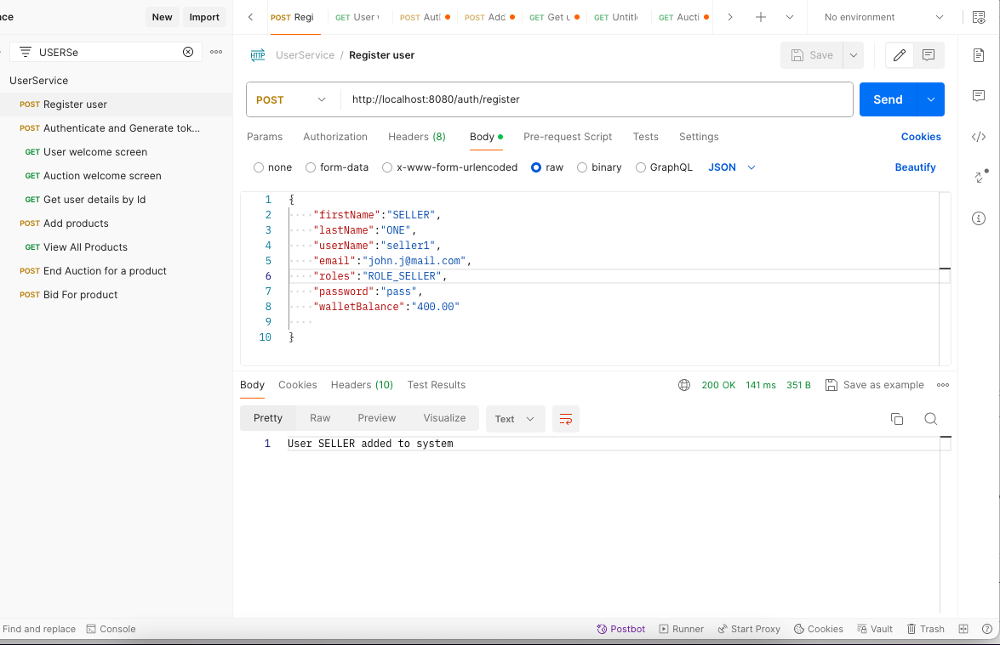 ce
New
Import
POST Regi
GET User
POST Aut
POST Add
GET Get
GET Untitl
GET Aucti
No environment
USERSe
UserService
POST Register user
POST Authenticate and Generate tok...
GET User welcome screen
GET Auction welcome screen
GET Get user details by Id
POST Add products
GET View All Products
POST End Auction for a product
POST Bid For product
HTTP UserService / Register user
Save
POST
http://localhost:8080/auth/register
Send
Params Authorization Headers (8) Body Pre-request Script Tests Settings
Cookies
none form-data x-www-form-urlencoded raw binary GraphQL JSON
Beautify
1 {
2 "firstName":"SELLER",
3 "lastName":"ONE",
4 "userName":"seller1",
5 "email":"john.j@mail.com",
6 "roles":"ROLE_SELLER",
7 "password":"pass",
8 "walletBalance":"400.00"
9
10 }
Body Cookies Headers (10) Test Results
200 OK 141 ms 351 B Save as example
Pretty Raw Preview Visualize Text
1 User SELLER added to system
Find and replace Console
Postbot Runner Start Proxy Cookies Vault Trash